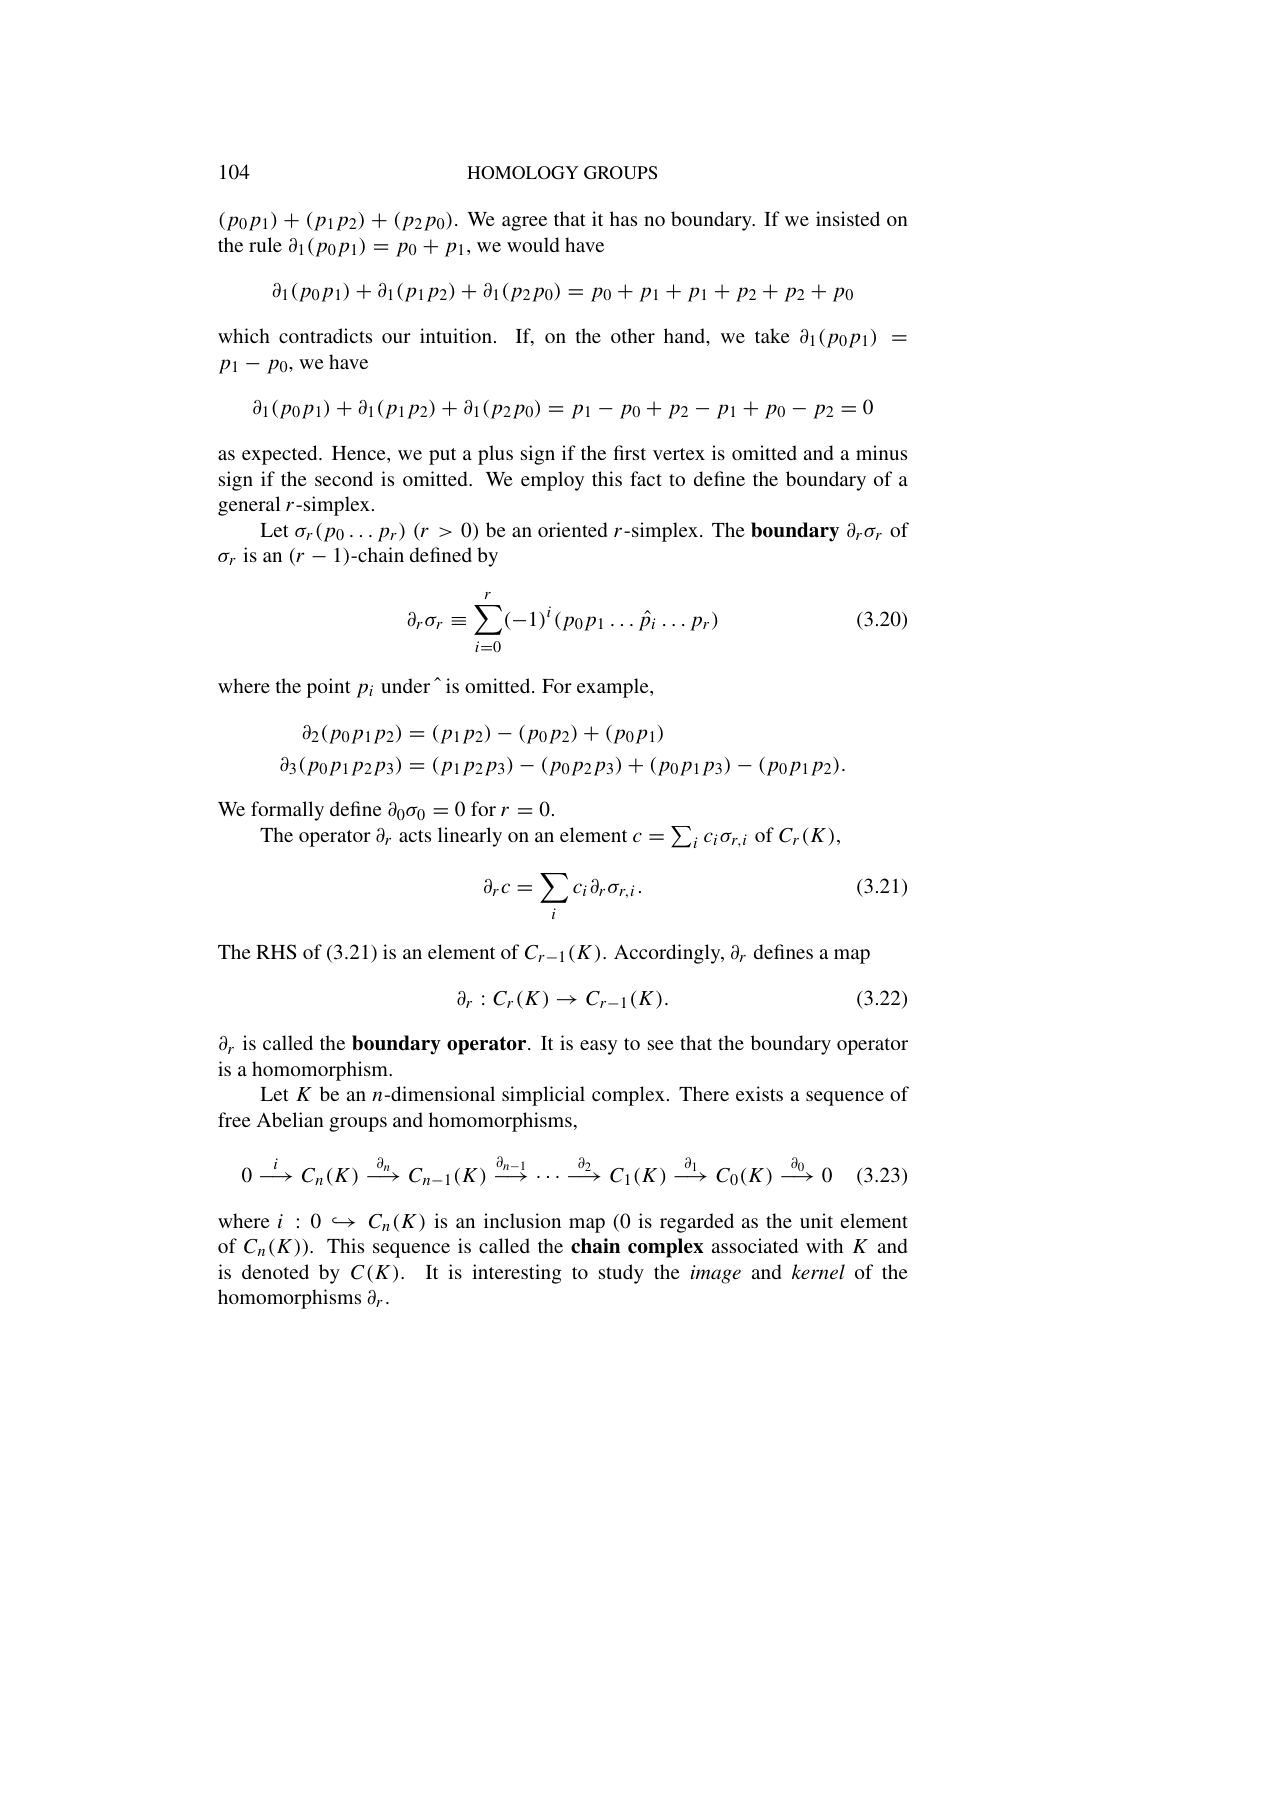 104 HOMOLOGY GROUPS
(p₀p₁) + (p₁p₂) + (p₂p₀). We agree that it has no boundary. If we insisted on
the rule ∂₁(p₀p₁) = p₀ + p₁, we would have
∂₁(p₀p₁) + ∂₁(p₁p₂) + ∂₁(p₂p₀) = p₀ + p₁ + p₁ + p₂ + p₂ + p₀
which contradicts our intuition. If, on the other hand, we take ∂₁(p₀p₁) =
p₁ − p₀, we have
∂₁(p₀p₁) + ∂₁(p₁p₂) + ∂₁(p₂p₀) = p₁ − p₀ + p₂ − p₁ + p₀ − p₂ = 0
as expected. Hence, we put a plus sign if the first vertex is omitted and a minus
sign if the second is omitted. We employ this fact to define the boundary of a
general r-simplex.
Let σᵣ(p₀ . . . pᵣ) (r > 0) be an oriented r-simplex. The boundary ∂ᵣσᵣ of
σᵣ is an (r − 1)-chain defined by
∂ᵣσᵣ ≡ ∑_{i=0}^{r} (−1)ⁱ(p₀p₁ . . . p̂ᵢ . . . pᵣ) (3.20)
where the point pᵢ under ˆ is omitted. For example,
∂₂(p₀p₁p₂) = (p₁p₂) − (p₀p₂) + (p₀p₁)
∂₃(p₀p₁p₂p₃) = (p₁p₂p₃) − (p₀p₂p₃) + (p₀p₁p₃) − (p₀p₁p₂).
We formally define ∂₀σ₀ = 0 for r = 0.
The operator ∂ᵣ acts linearly on an element c = ∑ᵢ cᵢσ_{r,i} of Cᵣ(K),
∂ᵣc = ∑ᵢ cᵢ∂ᵣσ_{r,i}. (3.21)
The RHS of (3.21) is an element of Cᵣ₋₁(K). Accordingly, ∂ᵣ defines a map
∂ᵣ : Cᵣ(K) → Cᵣ₋₁(K). (3.22)
∂ᵣ is called the boundary operator. It is easy to see that the boundary operator
is a homomorphism.
Let K be an n-dimensional simplicial complex. There exists a sequence of
free Abelian groups and homomorphisms,
0 —i→ Cₙ(K) —∂ₙ→ Cₙ₋₁(K) —∂ₙ₋₁→ · · · —∂₂→ C₁(K) —∂₁→ C₀(K) —∂₀→ 0 (3.23)
where i : 0 ↪ Cₙ(K) is an inclusion map (0 is regarded as the unit element
of Cₙ(K)). This sequence is called the chain complex associated with K and
is denoted by C(K). It is interesting to study the image and kernel of the
homomorphisms ∂ᵣ.